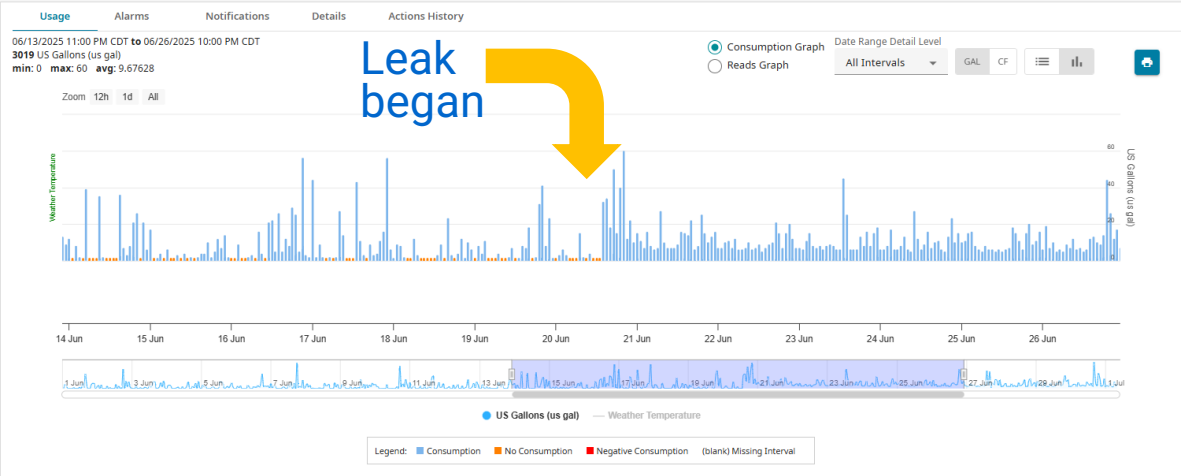 Usage Alarms Notifications Details Actions History
06/13/2025 11:00 PM CDT to 06/26/2025 10:00 PM CDT
3019 US Gallons (us gal)
min: 0 max: 60 avg: 9.67628
Leak
began
Consumption Graph
Reads Graph
Date Range Detail Level
All Intervals
GAL CF
Zoom 12h 1d All
Weather Temperature
60
40
20
0
US Gallons (us gal)
14 Jun 15 Jun 16 Jun 17 Jun 18 Jun 19 Jun 20 Jun 21 Jun 22 Jun 23 Jun 24 Jun 25 Jun 26 Jun
1 Jun 3 Jun 5 Jun 7 Jun 9 Jun 11 Jun 13 Jun 15 Jun 17 Jun 19 Jun 21 Jun 23 Jun 25 Jun 27 Jun 29 Jun 1 Jul
US Gallons (us gal) Weather Temperature
Legend: Consumption No Consumption Negative Consumption (blank) Missing Interval